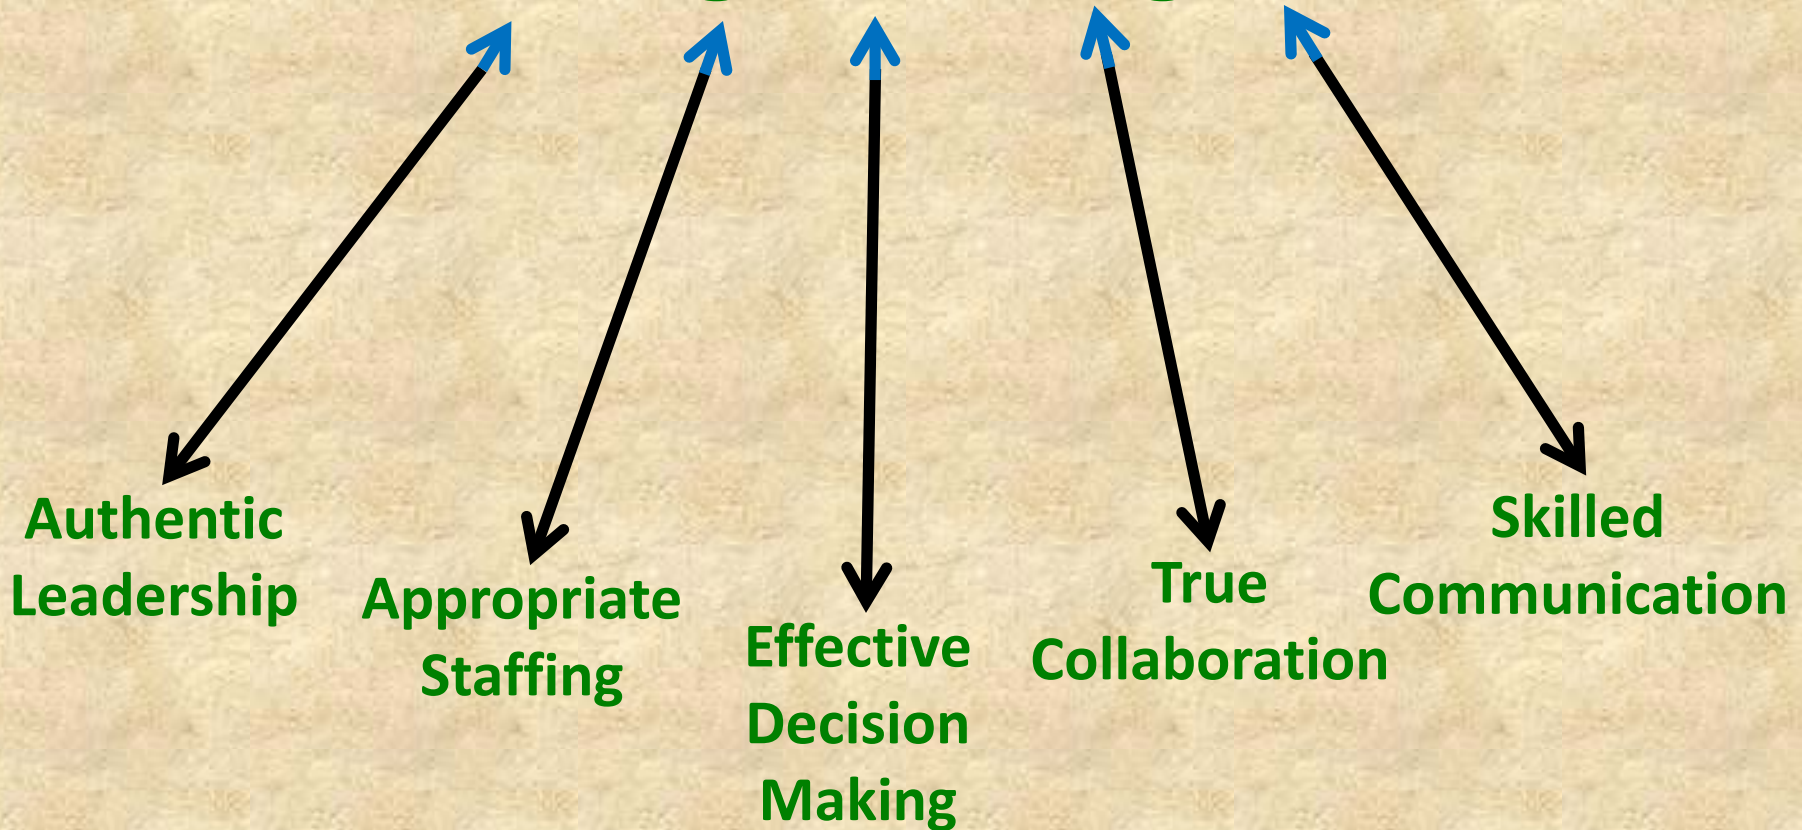 Authentic
Leadership
Appropriate
Staffing
Effective
Decision
Making
True
Collaboration
Skilled
Communication